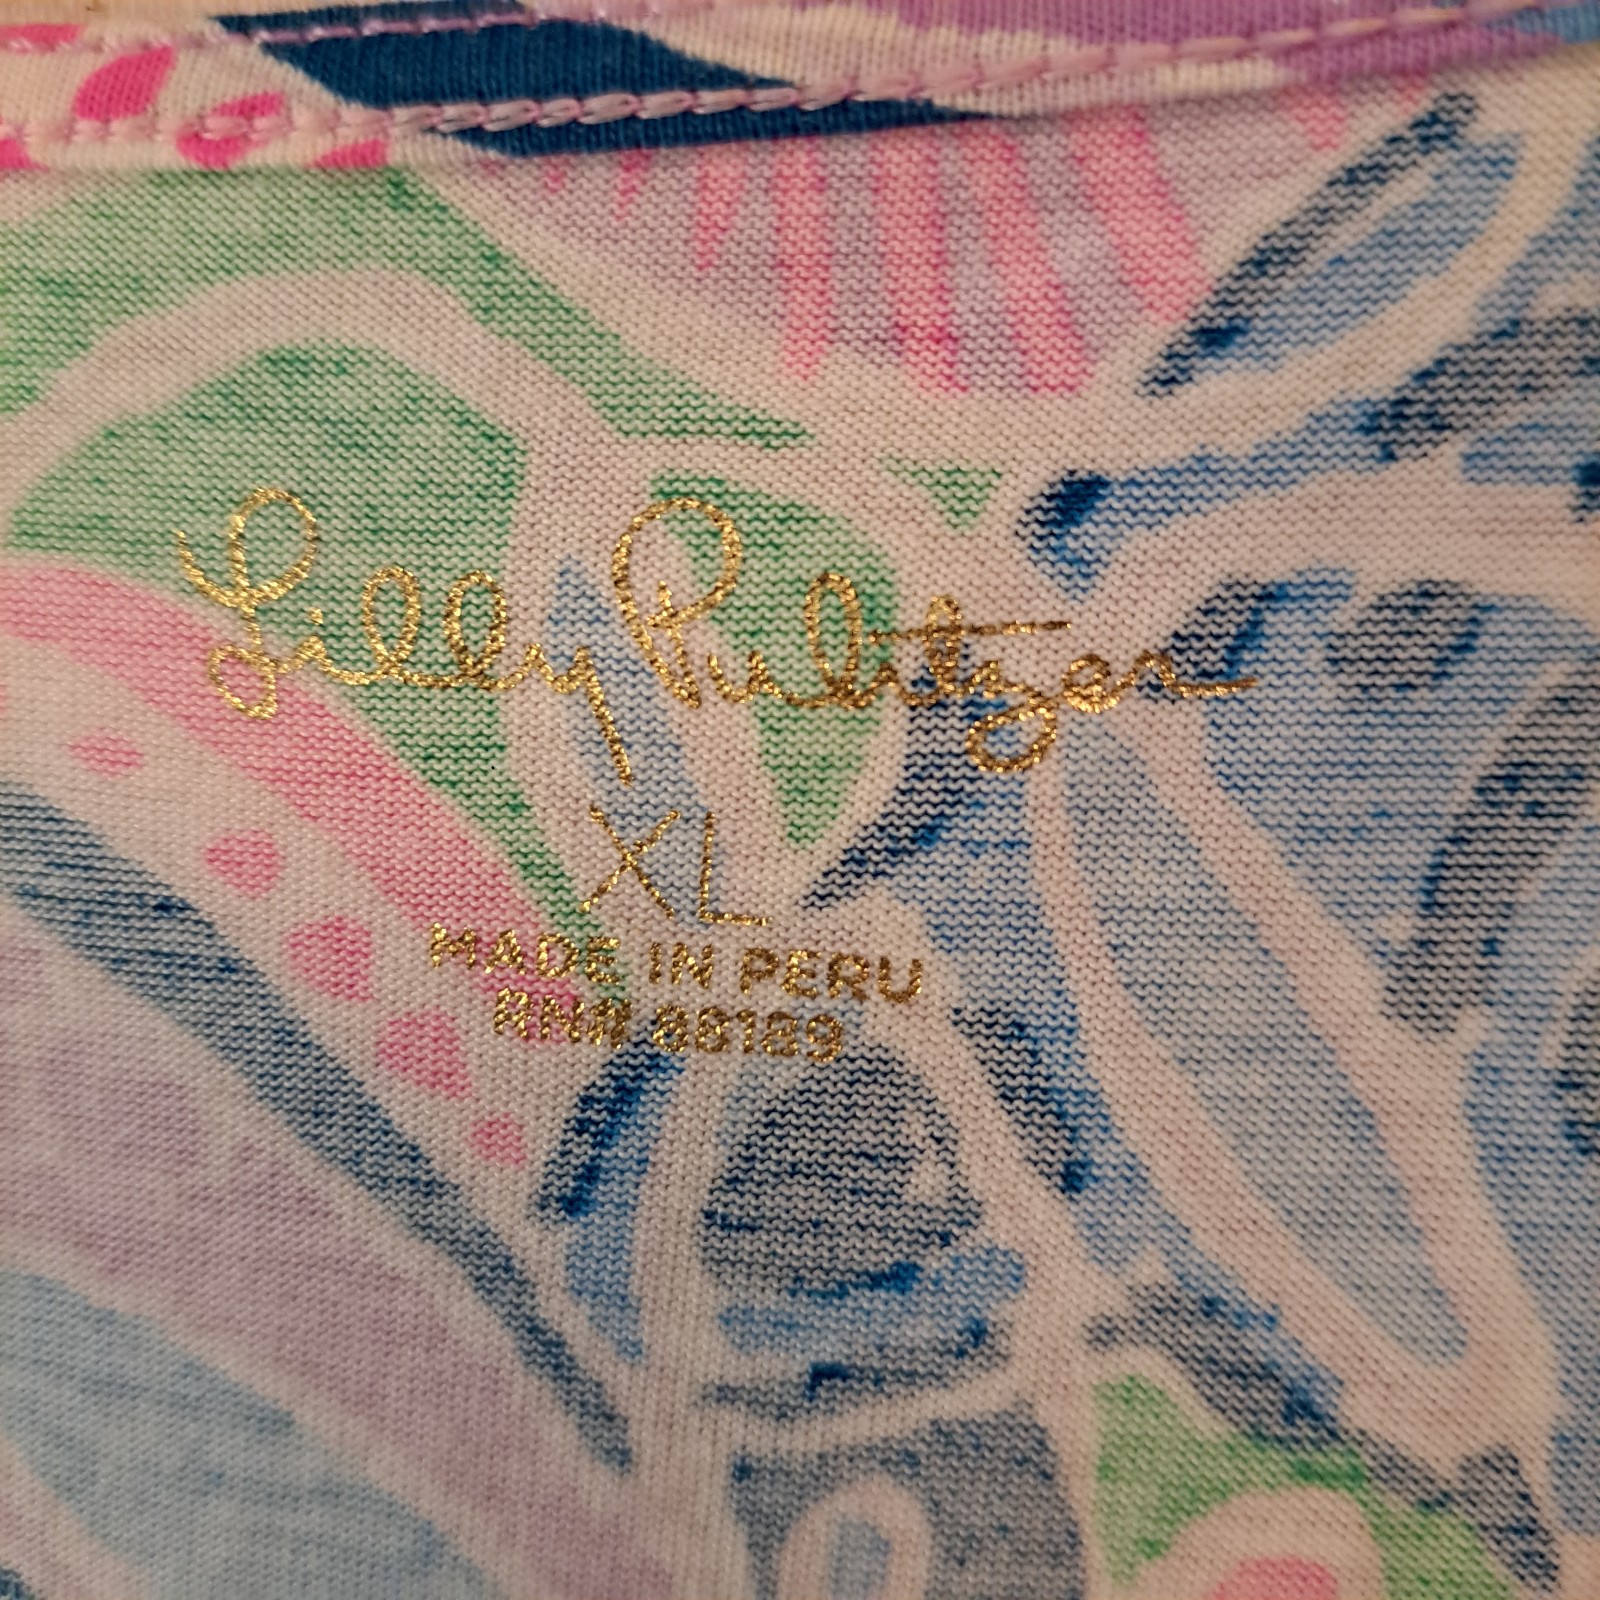 Lilly Pulitzer
XL
MADE IN PERU
RN# 88189